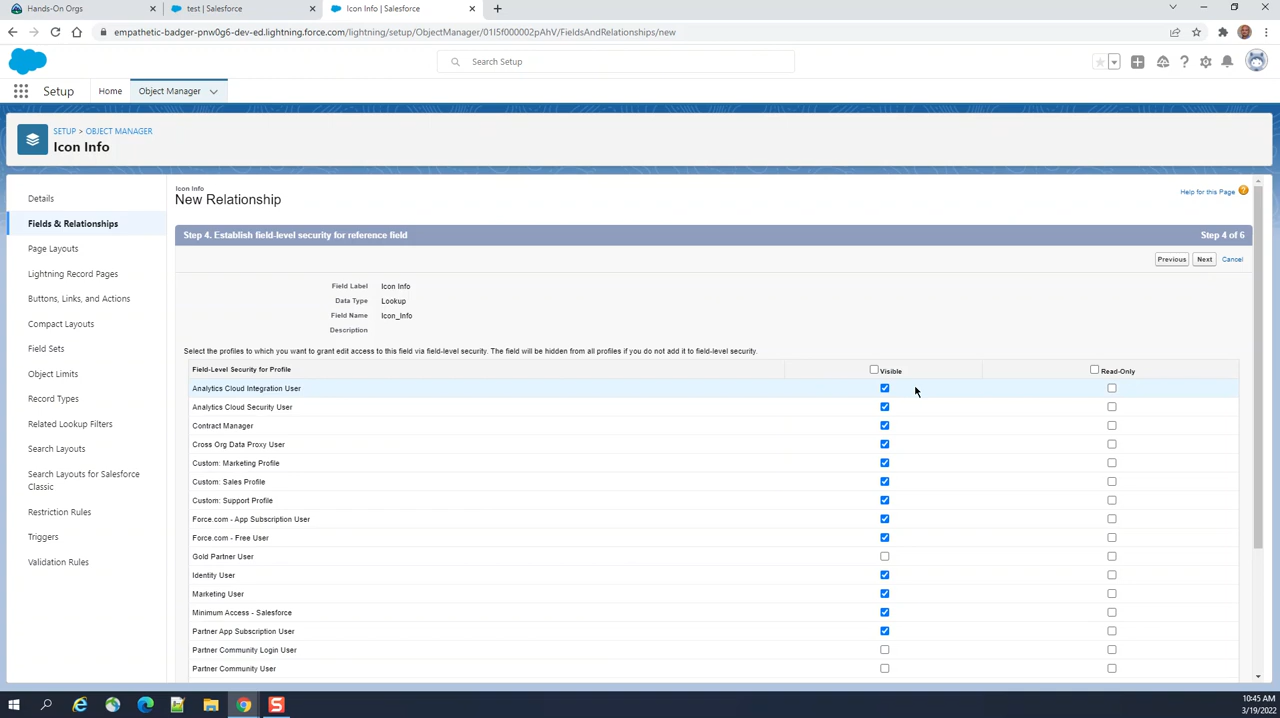 Hands-On Orgs
test | Salesforce
Icon Info | Salesforce
empathetic-badger-pnw0g6-dev-ed.lightning.force.com/lightning/setup/ObjectManager/01I5f000002pAhV/FieldsAndRelationships/new
Search Setup
Setup
Home
Object Manager
SETUP > OBJECT MANAGER
Icon Info
Details
Fields & Relationships
Page Layouts
Lightning Record Pages
Buttons, Links, and Actions
Compact Layouts
Field Sets
Object Limits
Record Types
Related Lookup Filters
Search Layouts
Search Layouts for Salesforce
Classic
Restriction Rules
Triggers
Validation Rules
Icon Info
New Relationship
Help for this Page
Step 4. Establish field-level security for reference field
Step 4 of 6
Previous
Next
Cancel
Field Label Icon Info
Data Type Lookup
Field Name Icon_Info
Description
Select the profiles to which you want to grant edit access to this field via field-level security. The field will be hidden from all profiles if you do not add it to field-level security.
Field-Level Security for Profile Visible Read-Only
Analytics Cloud Integration User
Analytics Cloud Security User
Contract Manager
Cross Org Data Proxy User
Custom: Marketing Profile
Custom: Sales Profile
Custom: Support Profile
Force.com - App Subscription User
Force.com - Free User
Gold Partner User
Identity User
Marketing User
Minimum Access - Salesforce
Partner App Subscription User
Partner Community Login User
Partner Community User
10:45 AM
3/19/2022